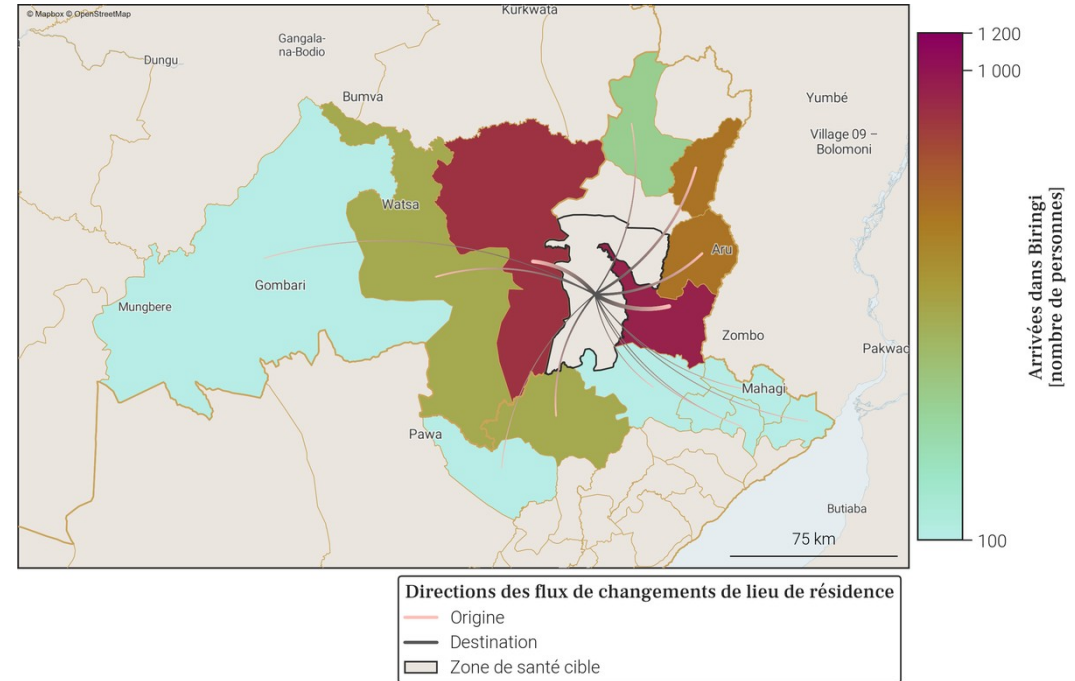 © Mapbox © OpenStreetMap
Kurkwata
Gangala-
na-Bodio
Dungu
Bumva
Yumbé
Village 09 –
Bolomoni
Watsa
Aru
Gombari
Mungbere
Zombo
Pakwac
Mahagi
Pawa
Butiaba
75 km
1 200
1 000
100
Arrivées dans Biringi
[nombre de personnes]
Directions des flux de changements de lieu de résidence
Origine
Destination
Zone de santé cible